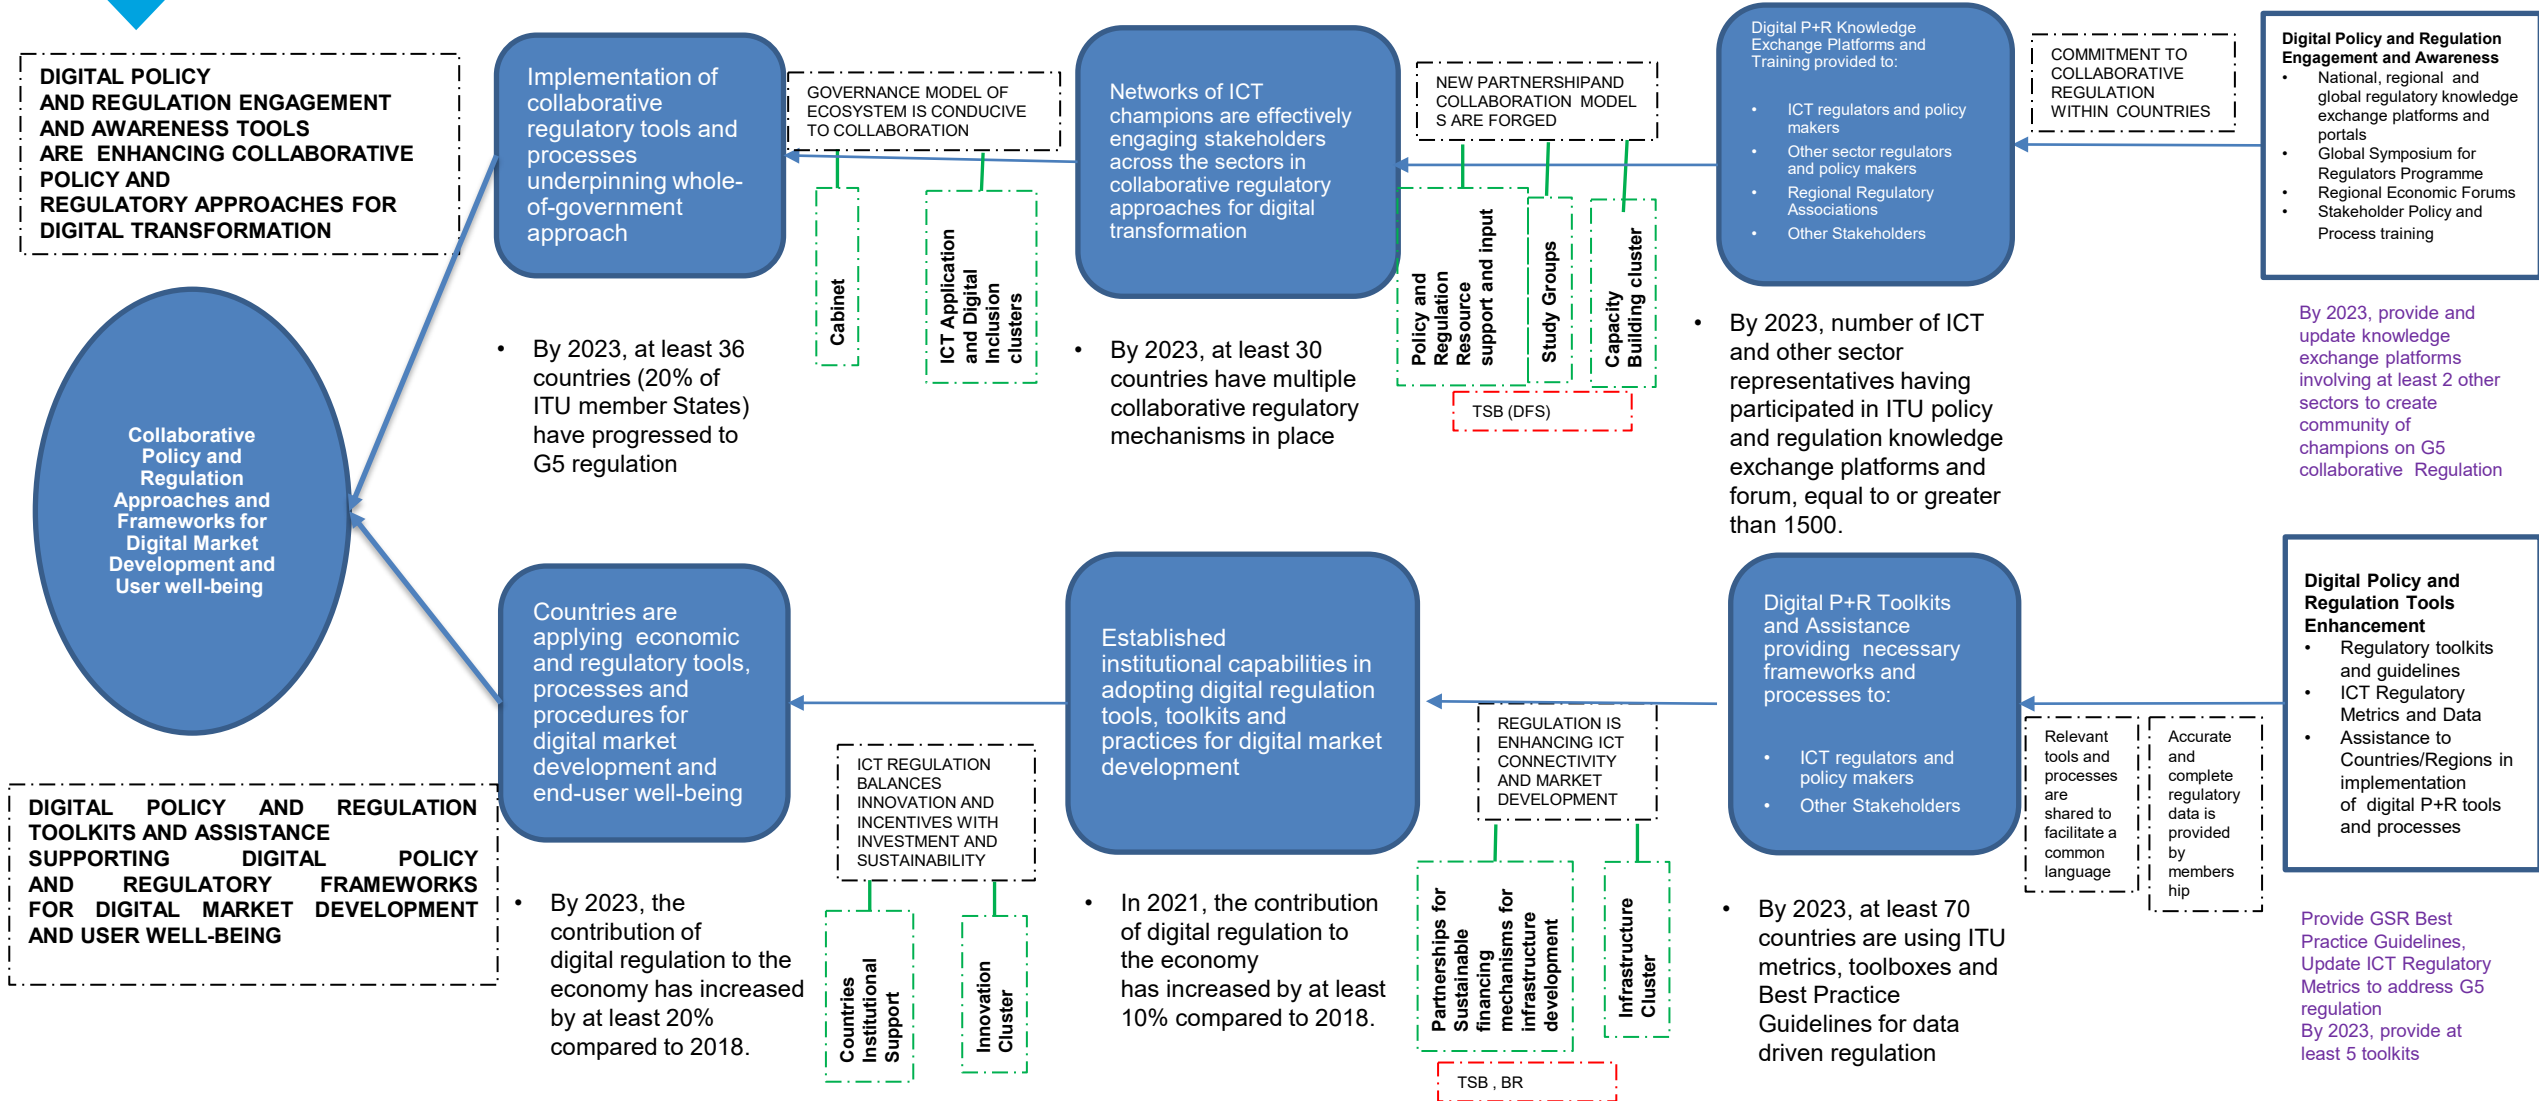 DIGITAL POLICY
AND REGULATION ENGAGEMENT
AND AWARENESS TOOLS
ARE ENHANCING COLLABORATIVE
POLICY AND
REGULATORY APPROACHES FOR
DIGITAL TRANSFORMATION
Implementation of
collaborative
regulatory tools and
processes
underpinning whole-
of-government
approach
GOVERNANCE MODEL OF
ECOSYSTEM IS CONDUCIVE
TO COLLABORATION
Networks of ICT
champions are effectively
engaging stakeholders
across the sectors in
collaborative regulatory
approaches for digital
transformation
NEW PARTNERSHIPAND
COLLABORATION MODEL
S ARE FORGED
Digital P+R Knowledge
Exchange Platforms and
Training provided to:
• ICT regulators and policy
makers
• Other sector regulators
and policy makers
• Regional Regulatory
Associations
• Other Stakeholders
COMMITMENT TO
COLLABORATIVE
REGULATION
WITHIN COUNTRIES
Digital Policy and Regulation
Engagement and Awareness
• National, regional and
global regulatory knowledge
exchange platforms and
portals
• Global Symposium for
Regulators Programme
• Regional Economic Forums
• Stakeholder Policy and
Process training
Cabinet
ICT Application
and Digital
Inclusion
clusters
Policy and
Regulation
Resource
support and input
Study Groups
Capacity
Building cluster
TSB (DFS)
• By 2023, at least 36
countries (20% of
ITU member States)
have progressed to
G5 regulation
• By 2023, at least 30
countries have multiple
collaborative regulatory
mechanisms in place
• By 2023, number of ICT
and other sector
representatives having
participated in ITU policy
and regulation knowledge
exchange platforms and
forum, equal to or greater
than 1500.
By 2023, provide and
update knowledge
exchange platforms
involving at least 2 other
sectors to create
community of
champions on G5
collaborative Regulation
Collaborative
Policy and
Regulation
Approaches and
Frameworks for
Digital Market
Development and
User well-being
Countries are
applying economic
and regulatory tools,
processes and
procedures for
digital market
development and
end-user well-being
ICT REGULATION
BALANCES
INNOVATION AND
INCENTIVES WITH
INVESTMENT AND
SUSTAINABILITY
Established
institutional capabilities in
adopting digital regulation
tools, toolkits and
practices for digital market
development
REGULATION IS
ENHANCING ICT
CONNECTIVITY
AND MARKET
DEVELOPMENT
Digital P+R Toolkits
and Assistance
providing necessary
frameworks and
processes to:
• ICT regulators and
policy makers
• Other Stakeholders
Relevant
tools and
processes
are
shared to
facilitate a
common
language
Accurate
and
complete
regulatory
data is
provided
by
members
hip
Digital Policy and
Regulation Tools
Enhancement
• Regulatory toolkits
and guidelines
• ICT Regulatory
Metrics and Data
• Assistance to
Countries/Regions in
implementation
of digital P+R tools
and processes
DIGITAL POLICY AND REGULATION
TOOLKITS AND ASSISTANCE
SUPPORTING DIGITAL POLICY
AND REGULATORY FRAMEWORKS
FOR DIGITAL MARKET DEVELOPMENT
AND USER WELL-BEING
• By 2023, the
contribution of
digital regulation to the
economy has increased
by at least 20%
compared to 2018.
Countries
Institutional
Support
Innovation
Cluster
• In 2021, the contribution
of digital regulation to
the economy
has increased by at least
10% compared to 2018.
Partnerships for
Sustainable
financing
mechanisms for
infrastructure
development
Infrastructure
Cluster
TSB , BR
• By 2023, at least 70
countries are using ITU
metrics, toolboxes and
Best Practice
Guidelines for data
driven regulation
Provide GSR Best
Practice Guidelines,
Update ICT Regulatory
Metrics to address G5
regulation
By 2023, provide at
least 5 toolkits